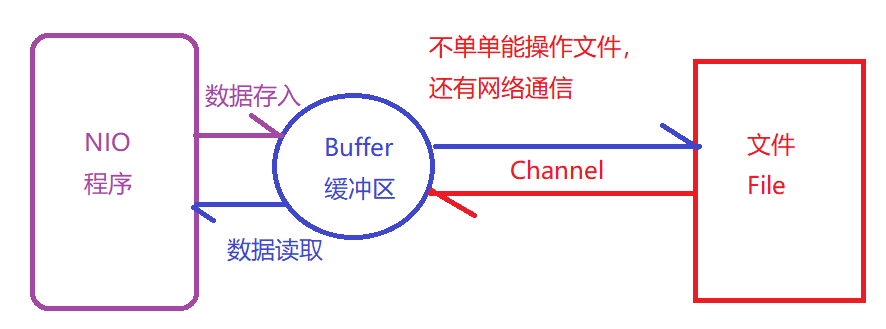 不单单能操作文件，
还有网络通信
数据存入
NIO
程序
Buffer
缓冲区
Channel
文件
File
数据读取